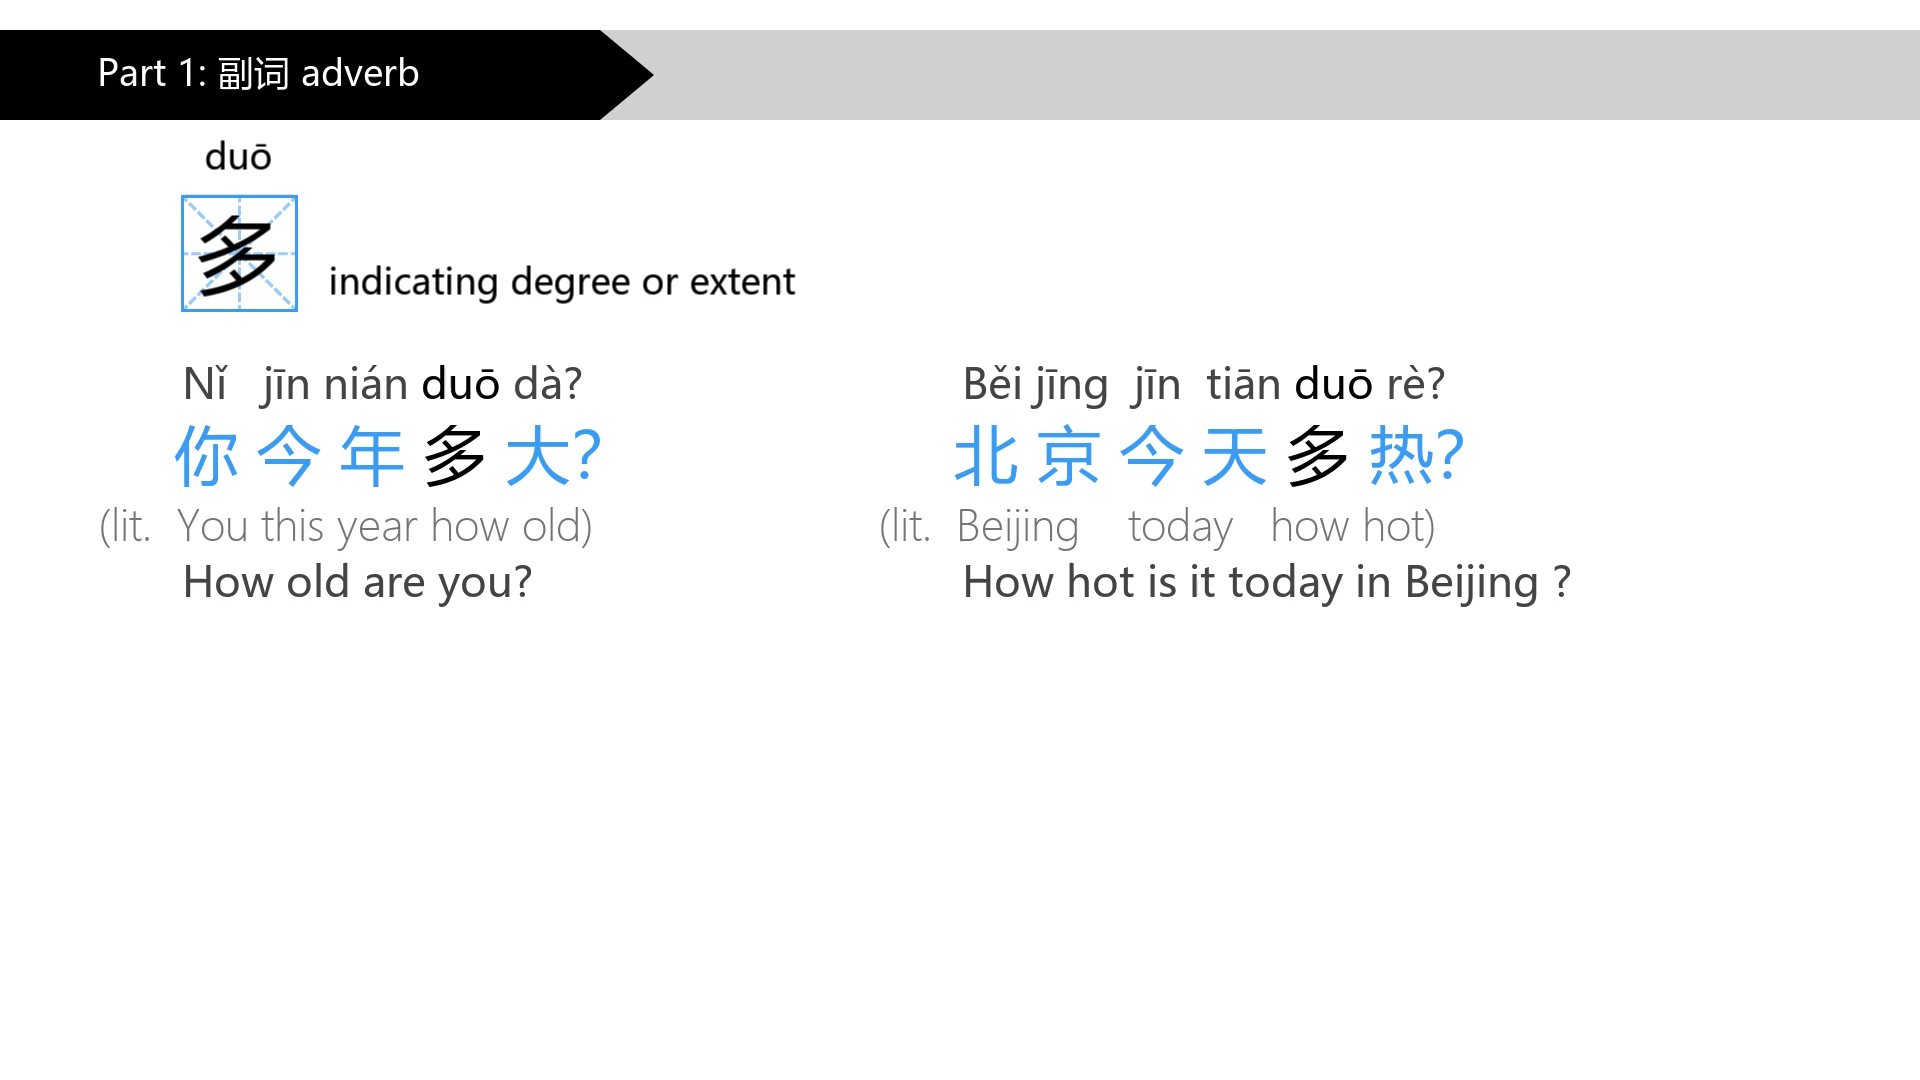 Part 1: 副词 adverb
duō
多 indicating degree or extent
Nǐ jīn nián duō dà?
你今年多大?
(lit. You this year how old)
How old are you?
Běi jīng jīn tiān duō rè?
北京今天多热?
(lit. Beijing today how hot)
How hot is it today in Beijing ?